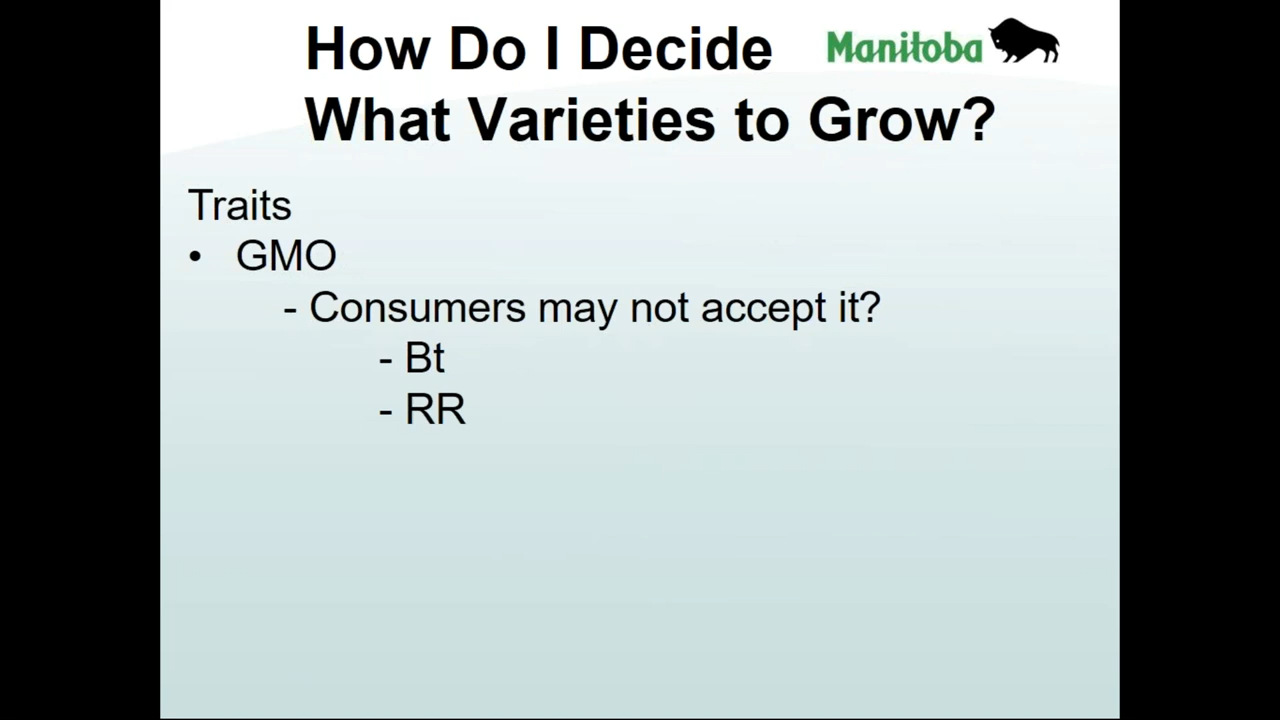 How Do I Decide
Manitoba
What Varieties to Grow?
Traits
• GMO
- Consumers may not accept it?
- Bt
- RR